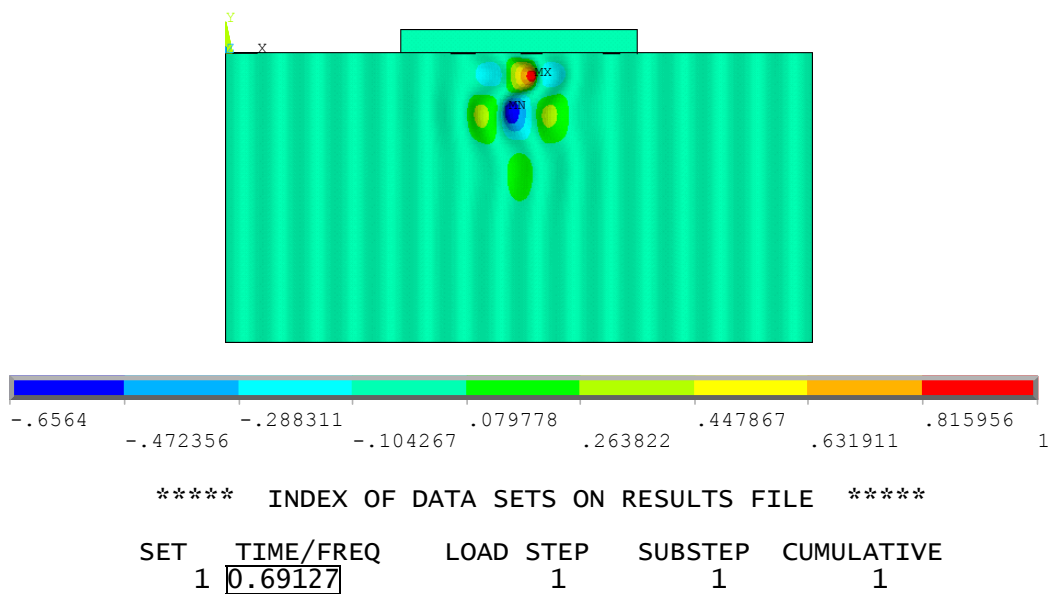 Y
Z X
MX
MN
-.6564 -.288311 .079778 .447867 .815956
-.472356 -.104267 .263822 .631911 1
***** INDEX OF DATA SETS ON RESULTS FILE *****
SET TIME/FREQ LOAD STEP SUBSTEP CUMULATIVE
1 0.69127 1 1 1